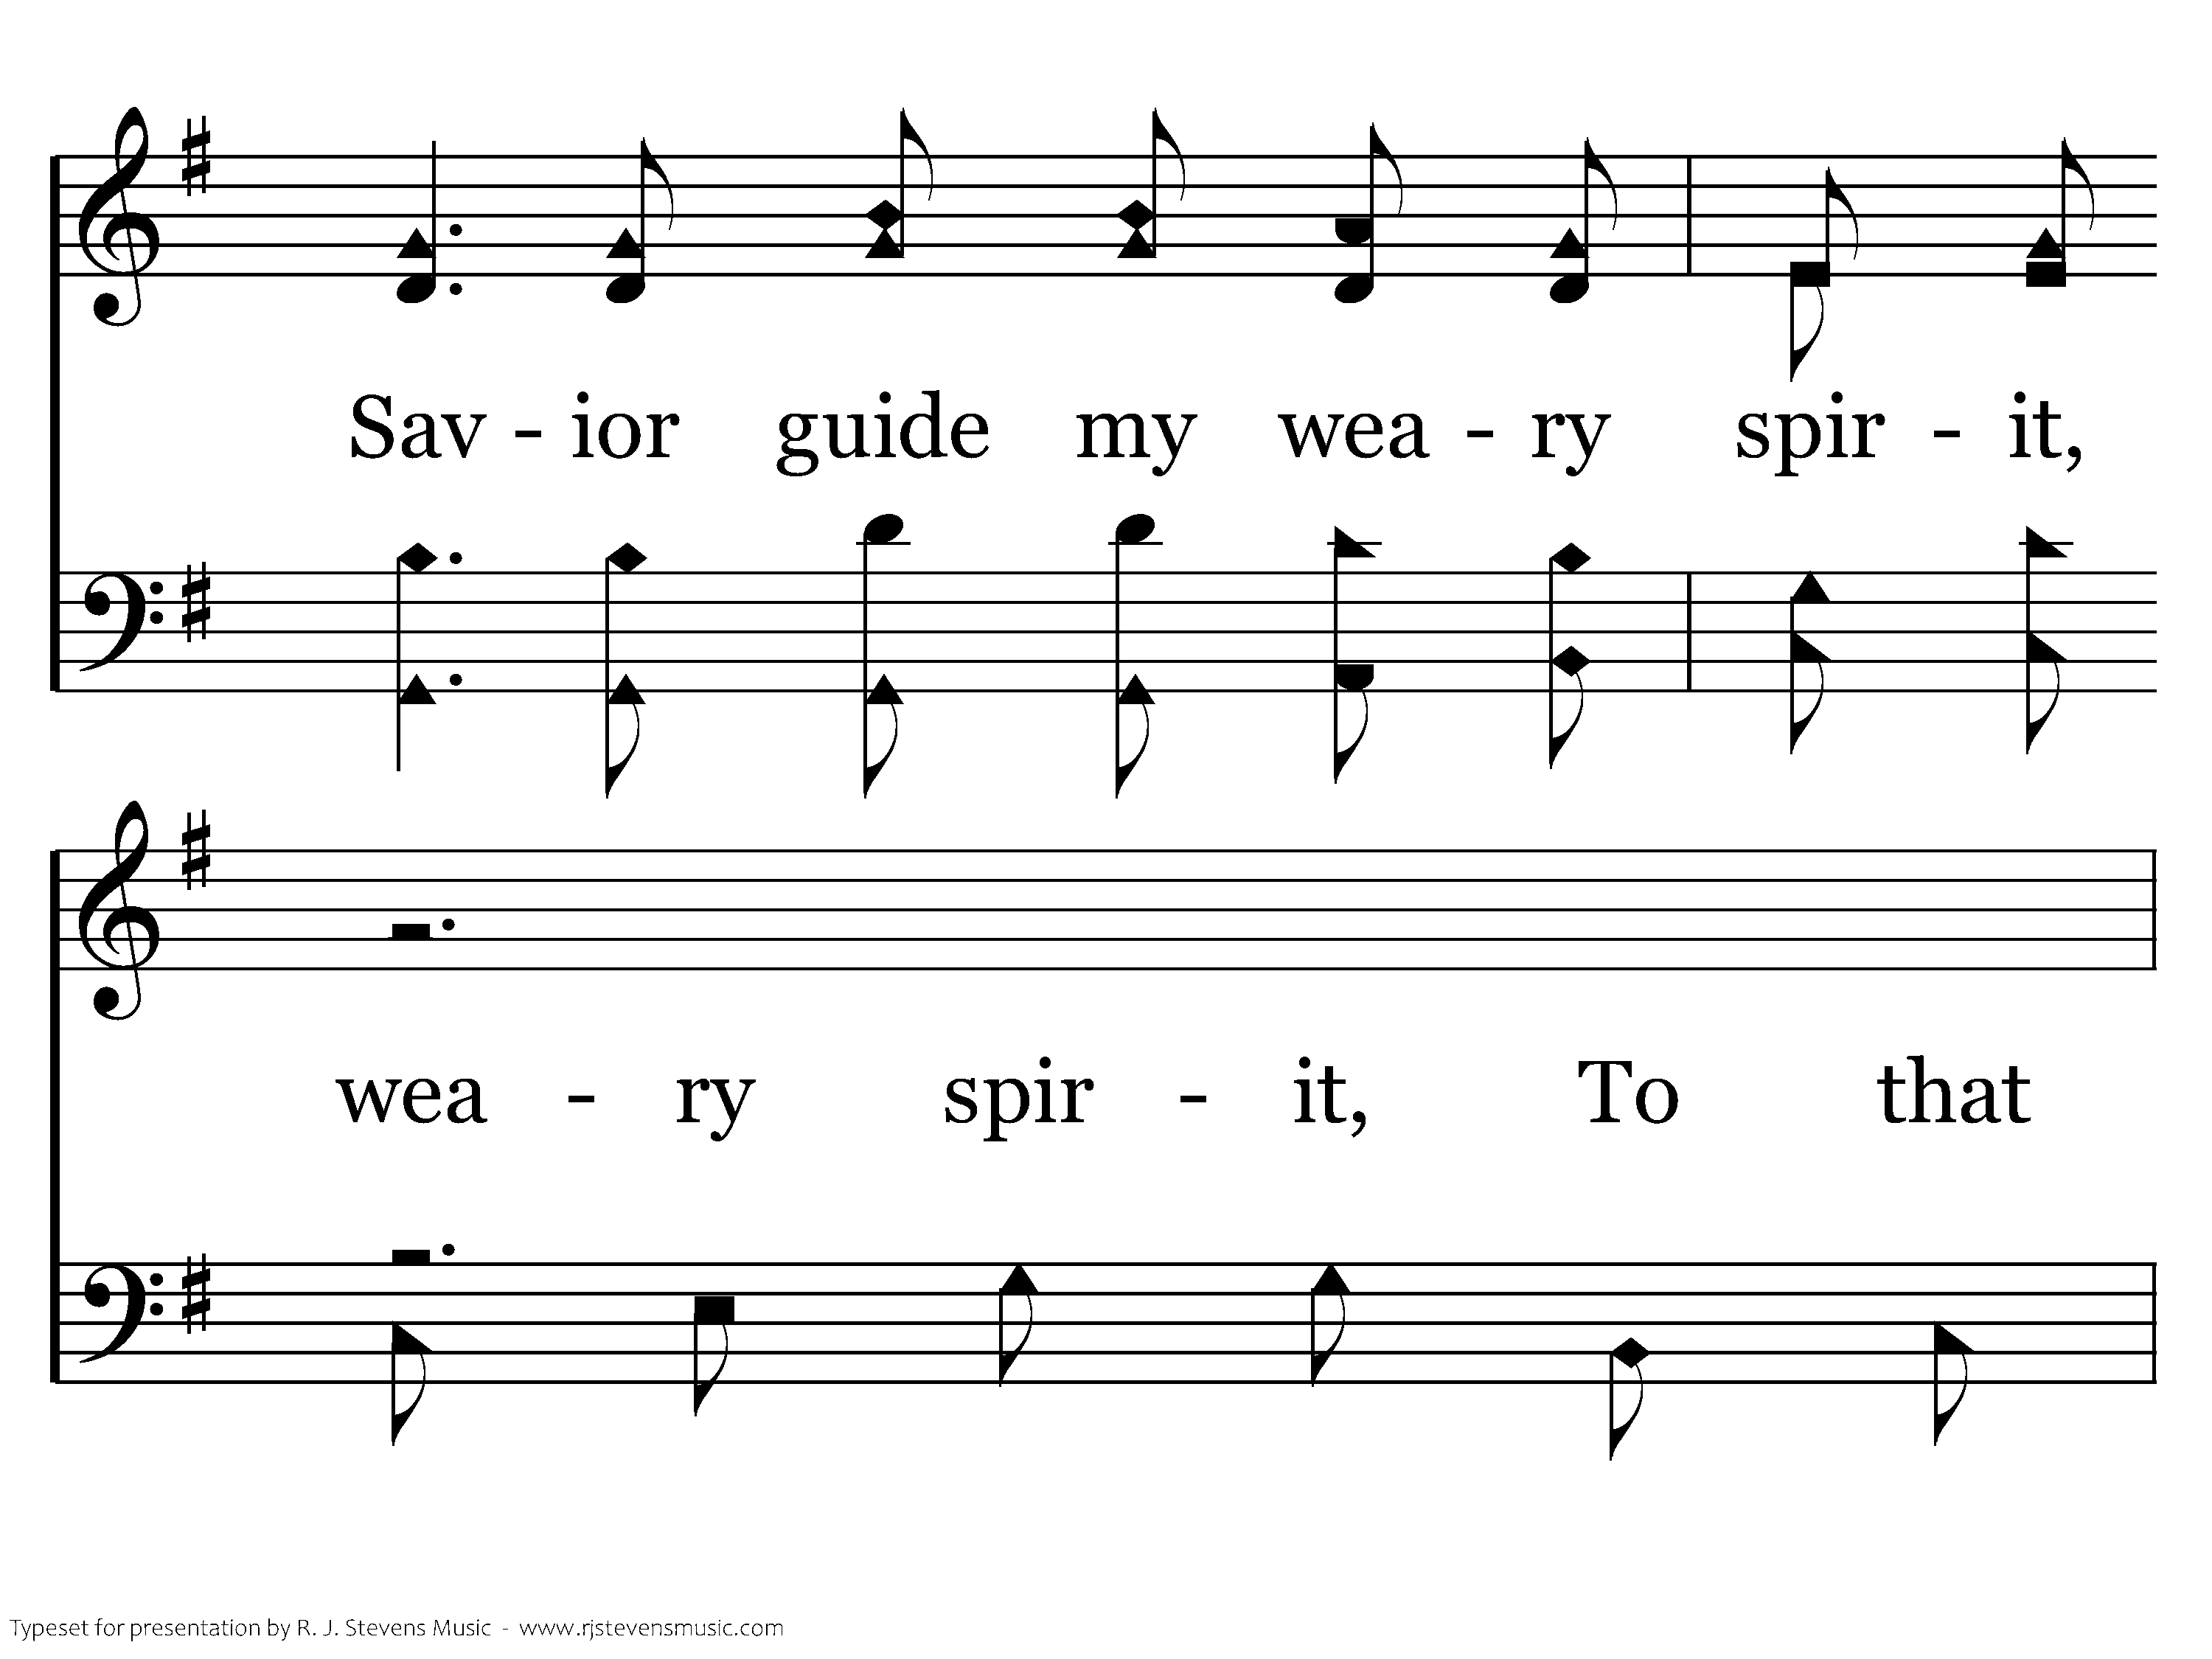 Sav - ior guide my wea - ry spir - it,
wea - ry spir - it, To that
Typeset for presentation by R. J. Stevens Music - www.rjstevensmusic.com